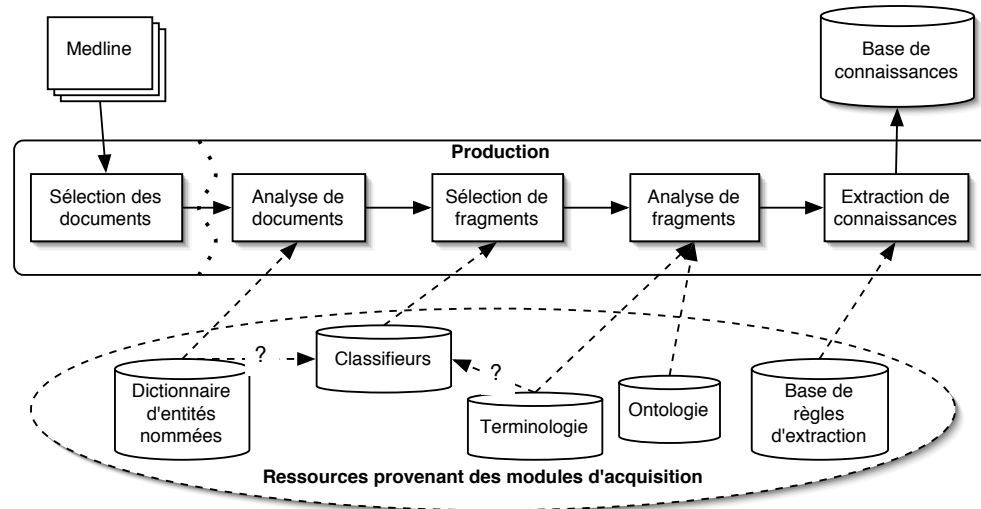 Medline
Base de
connaissances
Production
Sélection des
documents
Analyse de
documents
Sélection de
fragments
Analyse de
fragments
Extraction de
connaissances
?
Classifieurs
?
Dictionnaire
d'entités
nommées
Terminologie
Ontologie
Base de
règles
d'extraction
Ressources provenant des modules d'acquisition